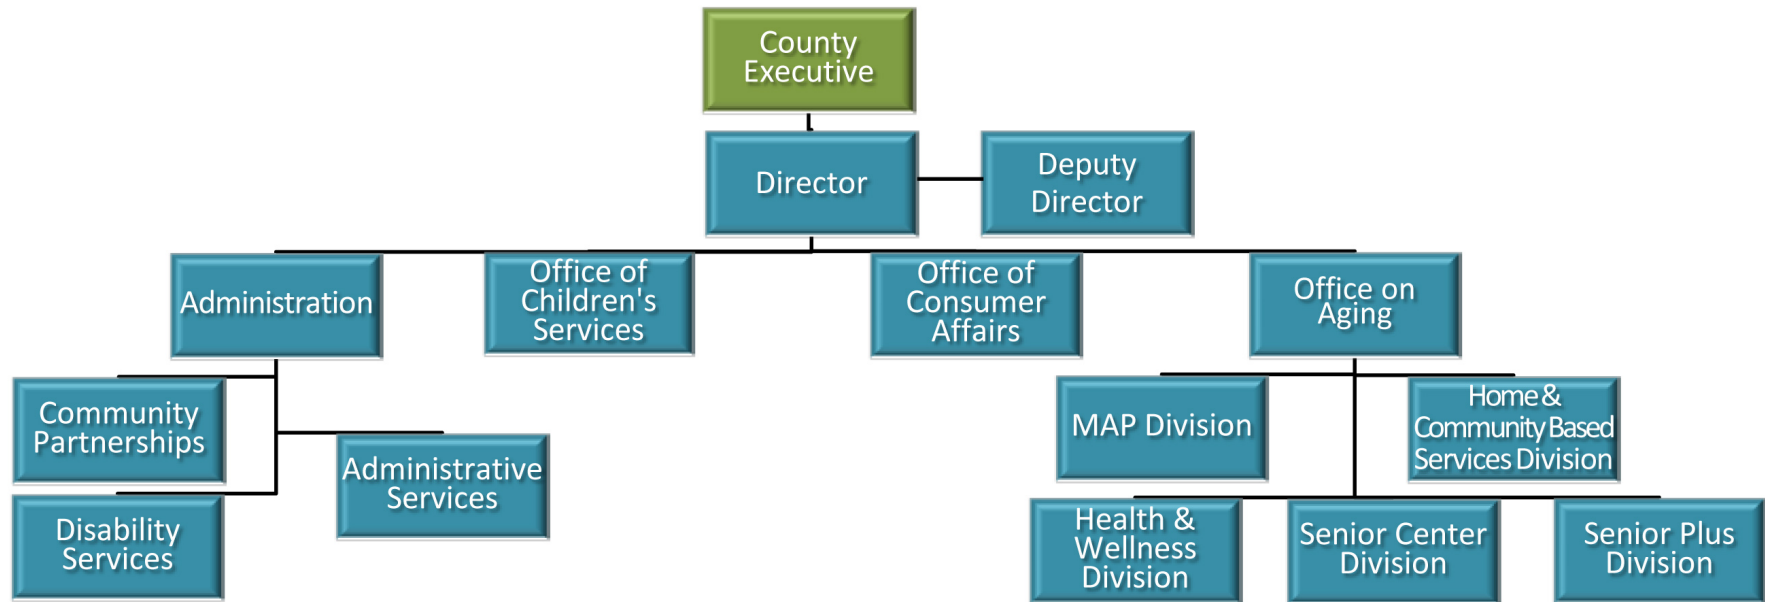 County
Executive
Director
Deputy
Director
Administration
Office of
Children's
Services
Office of
Consumer
Affairs
Office on
Aging
Community
Partnerships
Administrative
Services
Disability
Services
MAP Division
Home &
Community Based
Services Division
Health &
Wellness
Division
Senior Center
Division
Senior Plus
Division